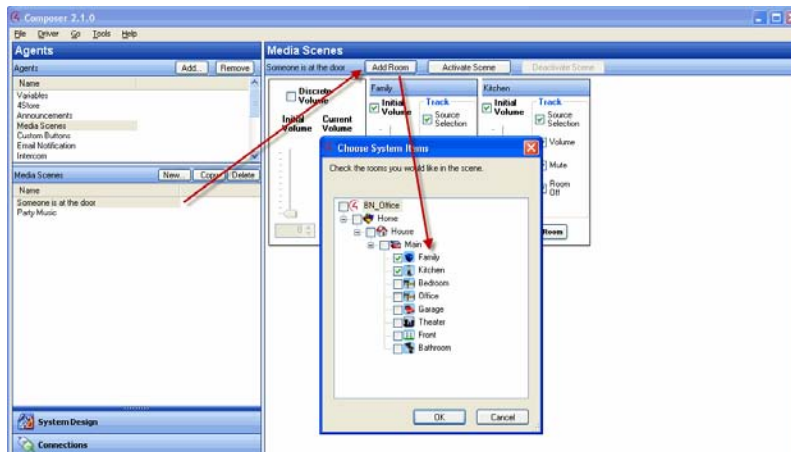 Composer 2.1.0
File Driver Go Tools Help
Agents
Agents Add... Remove
Name
Variables
4Store
Announcements
Media Scenes
Custom Buttons
Email Notification
Intercom
Media Scenes New... Copy Delete
Name
Someone is at the door
Party Music
System Design
Connections
Media Scenes
Someone is at the door Add Room Activate Scene Deactivate Scene
Discrete Volume
Initial Volume Current Volume
0
Family
Initial Volume
Track
Source Selection
Kitchen
Initial Volume
Track
Source Selection
Volume
Mute
Room Off
Room
Choose System Items
Check the rooms you would like in the scene.
BN_Office
Home
House
Main
Family
Kitchen
Bedroom
Office
Garage
Theater
Front
Bathroom
OK Cancel